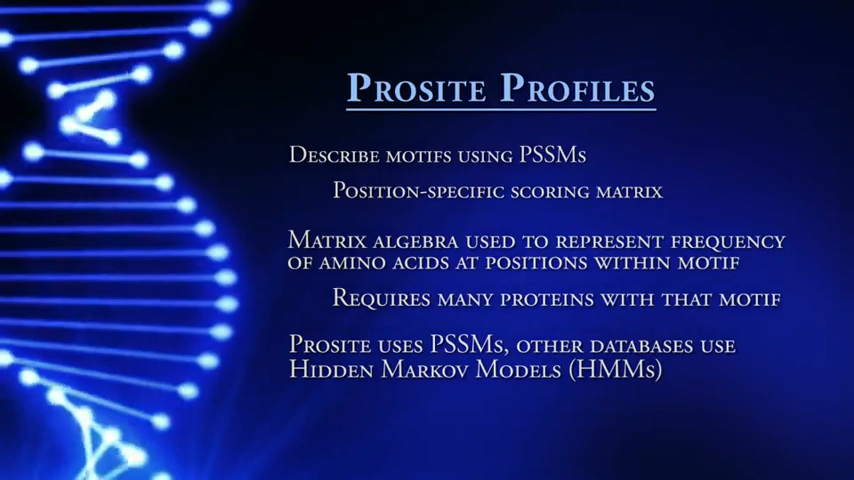 Prosite Profiles
Describe motifs using PSSMs
Position-specific scoring matrix
Matrix algebra used to represent frequency
of amino acids at positions within motif
Requires many proteins with that motif
Prosite uses PSSMs, other databases use
Hidden Markov Models (HMMs)